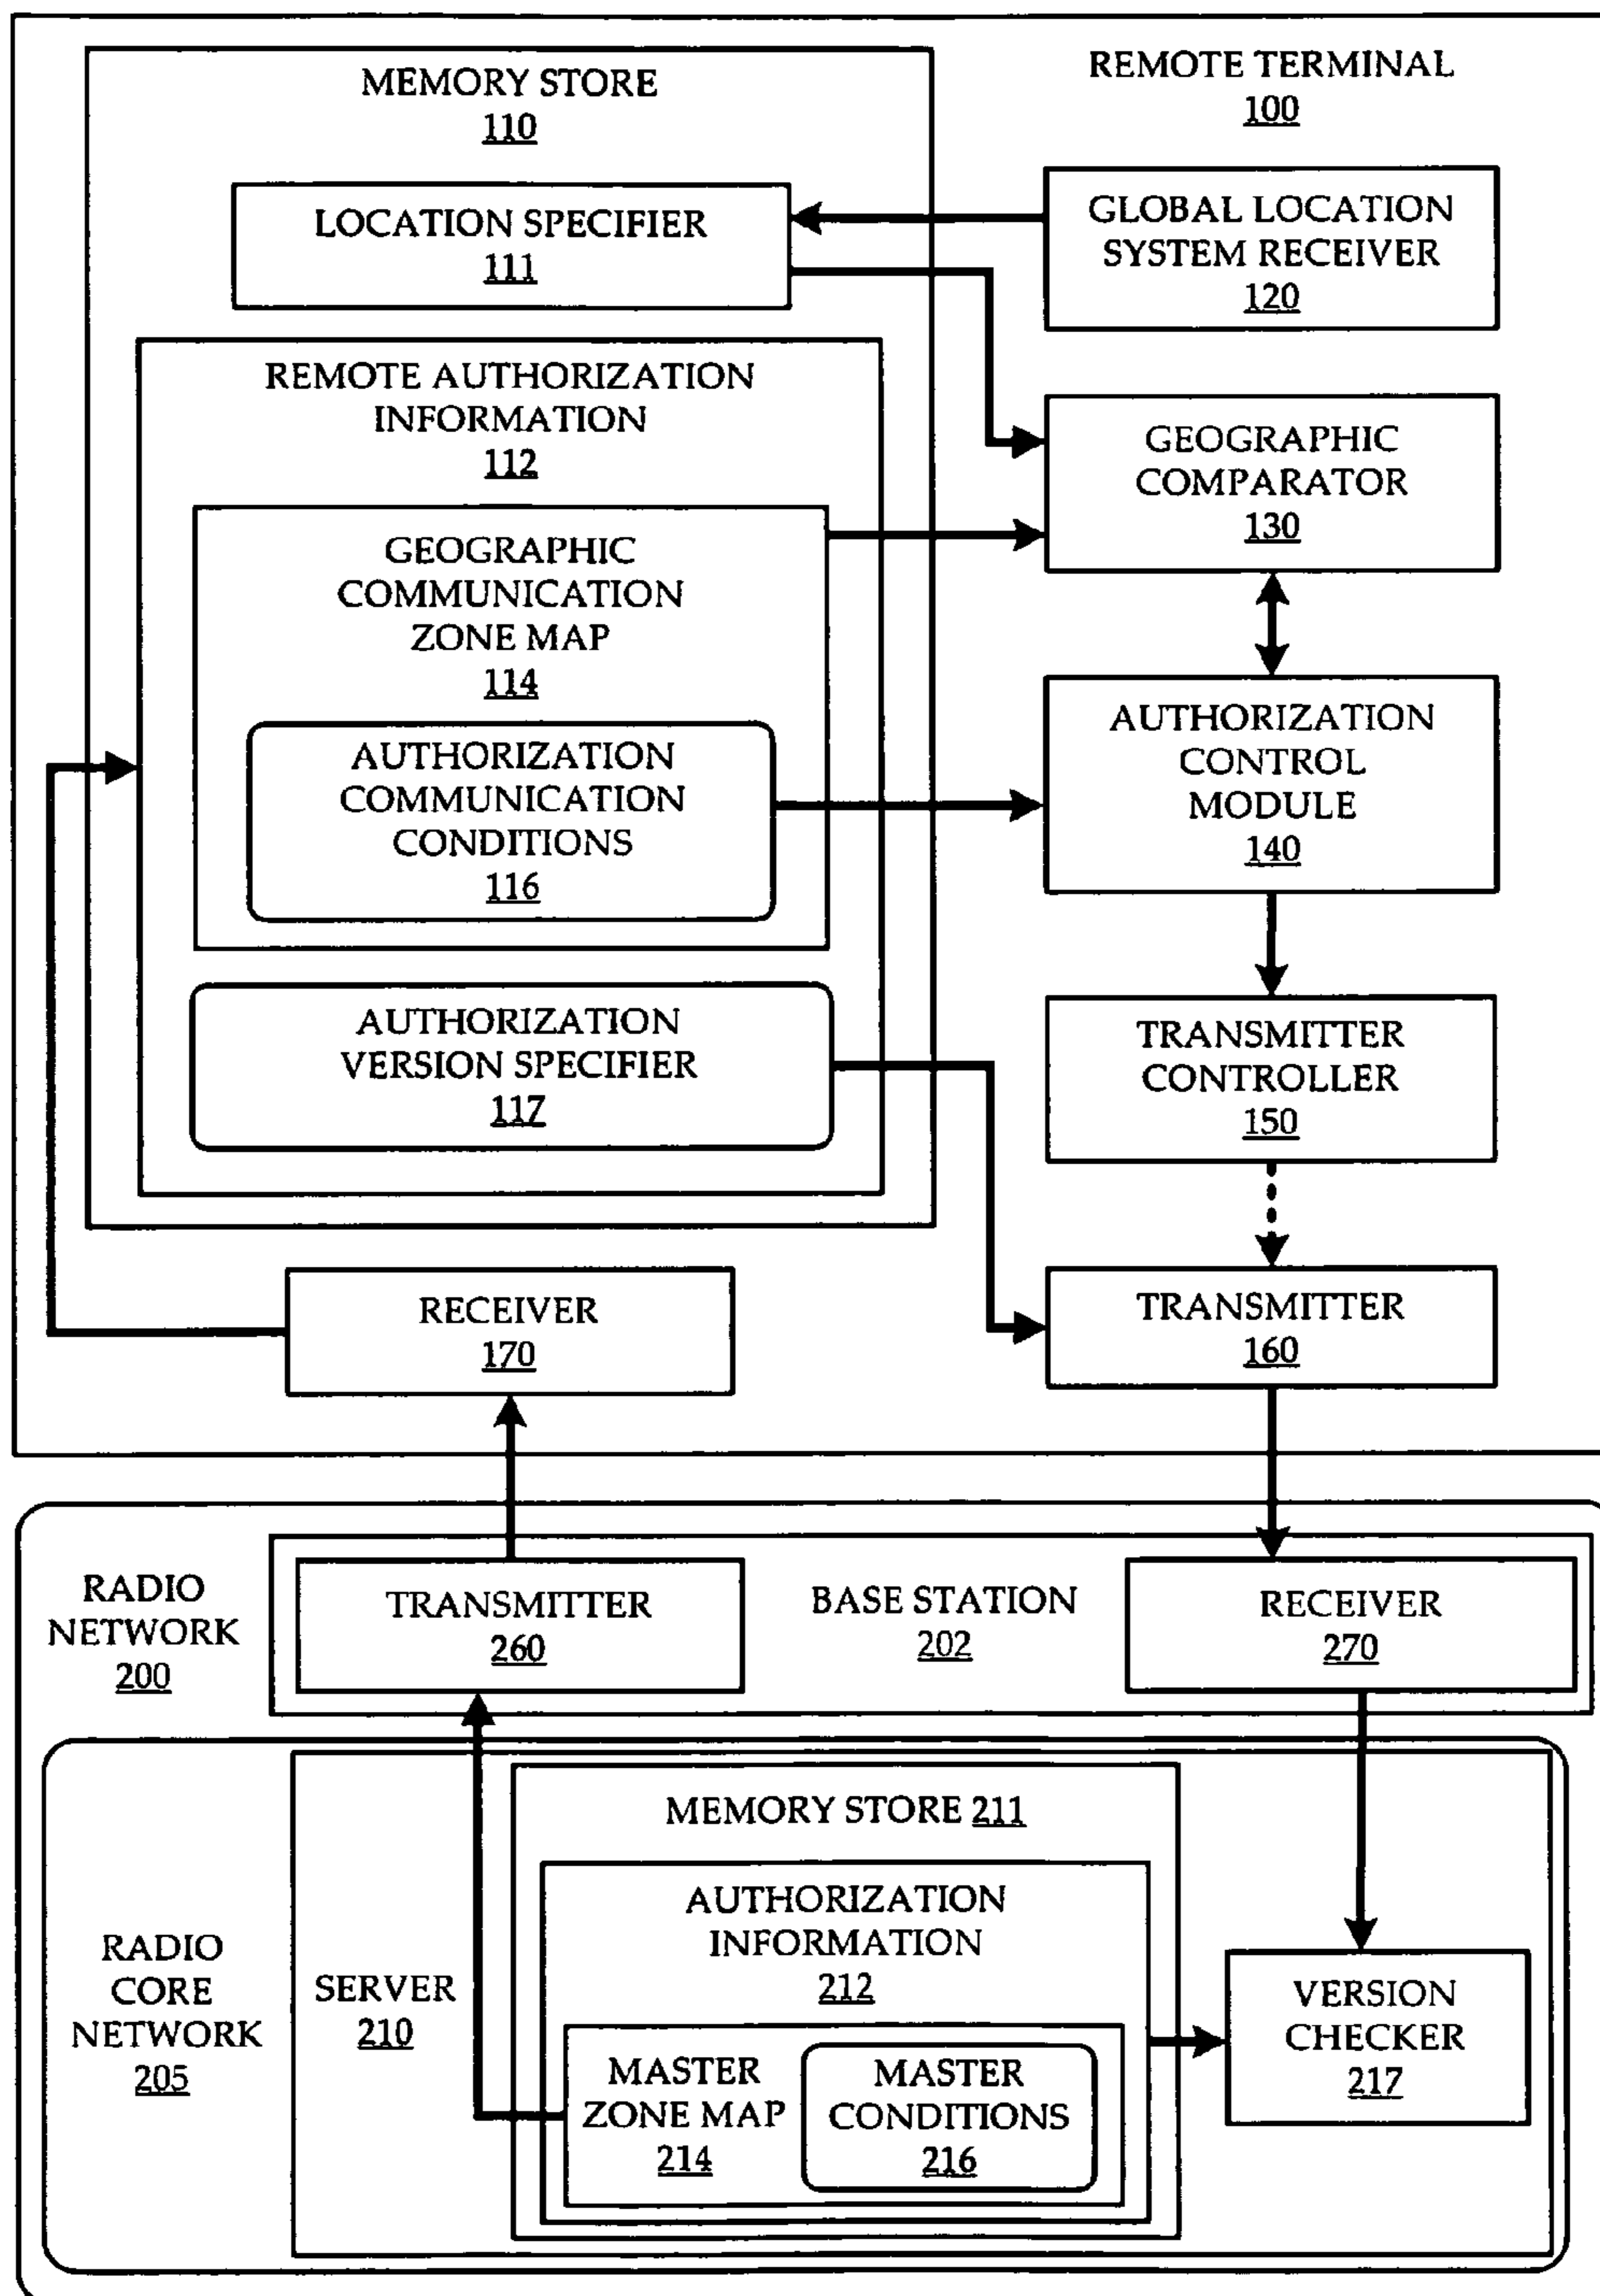 REMOTE TERMINAL
100
MEMORY STORE
110
LOCATION SPECIFIER
111
GLOBAL LOCATION
SYSTEM RECEIVER
120
REMOTE AUTHORIZATION
INFORMATION
112
GEOGRAPHIC
COMPARATOR
130
GEOGRAPHIC
COMMUNICATION
ZONE MAP
114
AUTHORIZATION
COMMUNICATION
CONDITIONS
116
AUTHORIZATION
CONTROL
MODULE
140
AUTHORIZATION
VERSION SPECIFIER
117
TRANSMITTER
CONTROLLER
150
RECEIVER
170
TRANSMITTER
160
RADIO
NETWORK
200
TRANSMITTER
260
BASE STATION
202
RECEIVER
270
RADIO
CORE
NETWORK
205
SERVER
210
MEMORY STORE 211
AUTHORIZATION
INFORMATION
212
MASTER
ZONE MAP
214
MASTER
CONDITIONS
216
VERSION
CHECKER
217